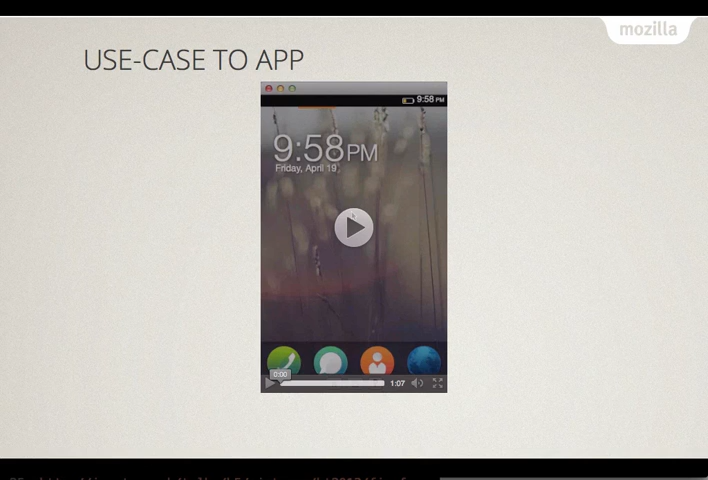 mozilla
USE-CASE TO APP
9:58 PM
9:58PM
Friday, April 19
0:00
1:07